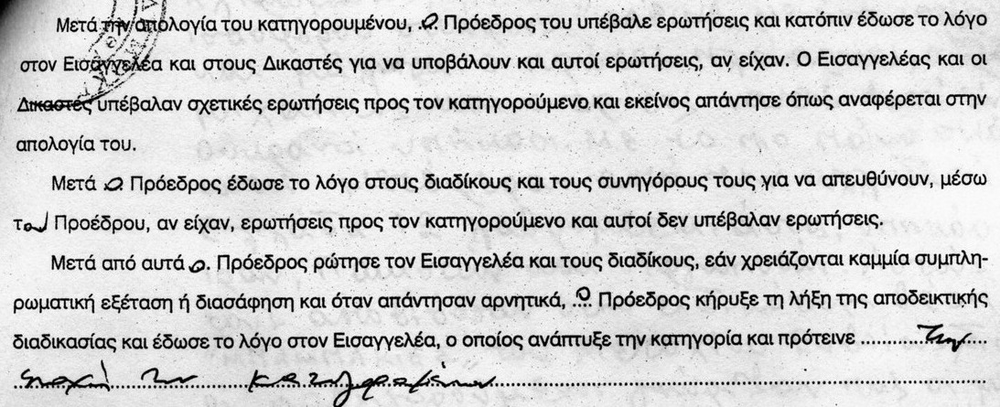 Μετά την απολογία του κατηγορουμένου, .ο. Πρόεδρος του υπέβαλε ερωτήσεις και κατόπιν έδωσε το λόγο
στον Εισαγγελέα και στους Δικαστές για να υποβάλουν και αυτοί ερωτήσεις, αν είχαν. Ο Εισαγγελέας και οι
Δικαστές υπέβαλαν σχετικές ερωτήσεις προς τον κατηγορούμενο και εκείνος απάντησε όπως αναφέρεται στην
απολογία του.
Μετά ο Πρόεδρος έδωσε το λόγο στους διαδίκους και τους συνηγόρους τους για να απευθύνουν, μέσω
του Προέδρου, αν είχαν, ερωτήσεις προς τον κατηγορούμενο και αυτοί δεν υπέβαλαν ερωτήσεις.
Μετά από αυτά ο. Πρόεδρος ρώτησε τον Εισαγγελέα και τους διαδίκους, εάν χρειάζονται καμμία συμπλη-
ρωματική εξέταση ή διασάφηση και όταν απάντησαν αρνητικά, ..ο.. Πρόεδρος κήρυξε τη λήξη της αποδεικτικής
διαδικασίας και έδωσε το λόγο στον Εισαγγελέα, ο οποίος ανάπτυξε την κατηγορία και πρότεινε ........... την
ενοχή των κατηγορουμένων